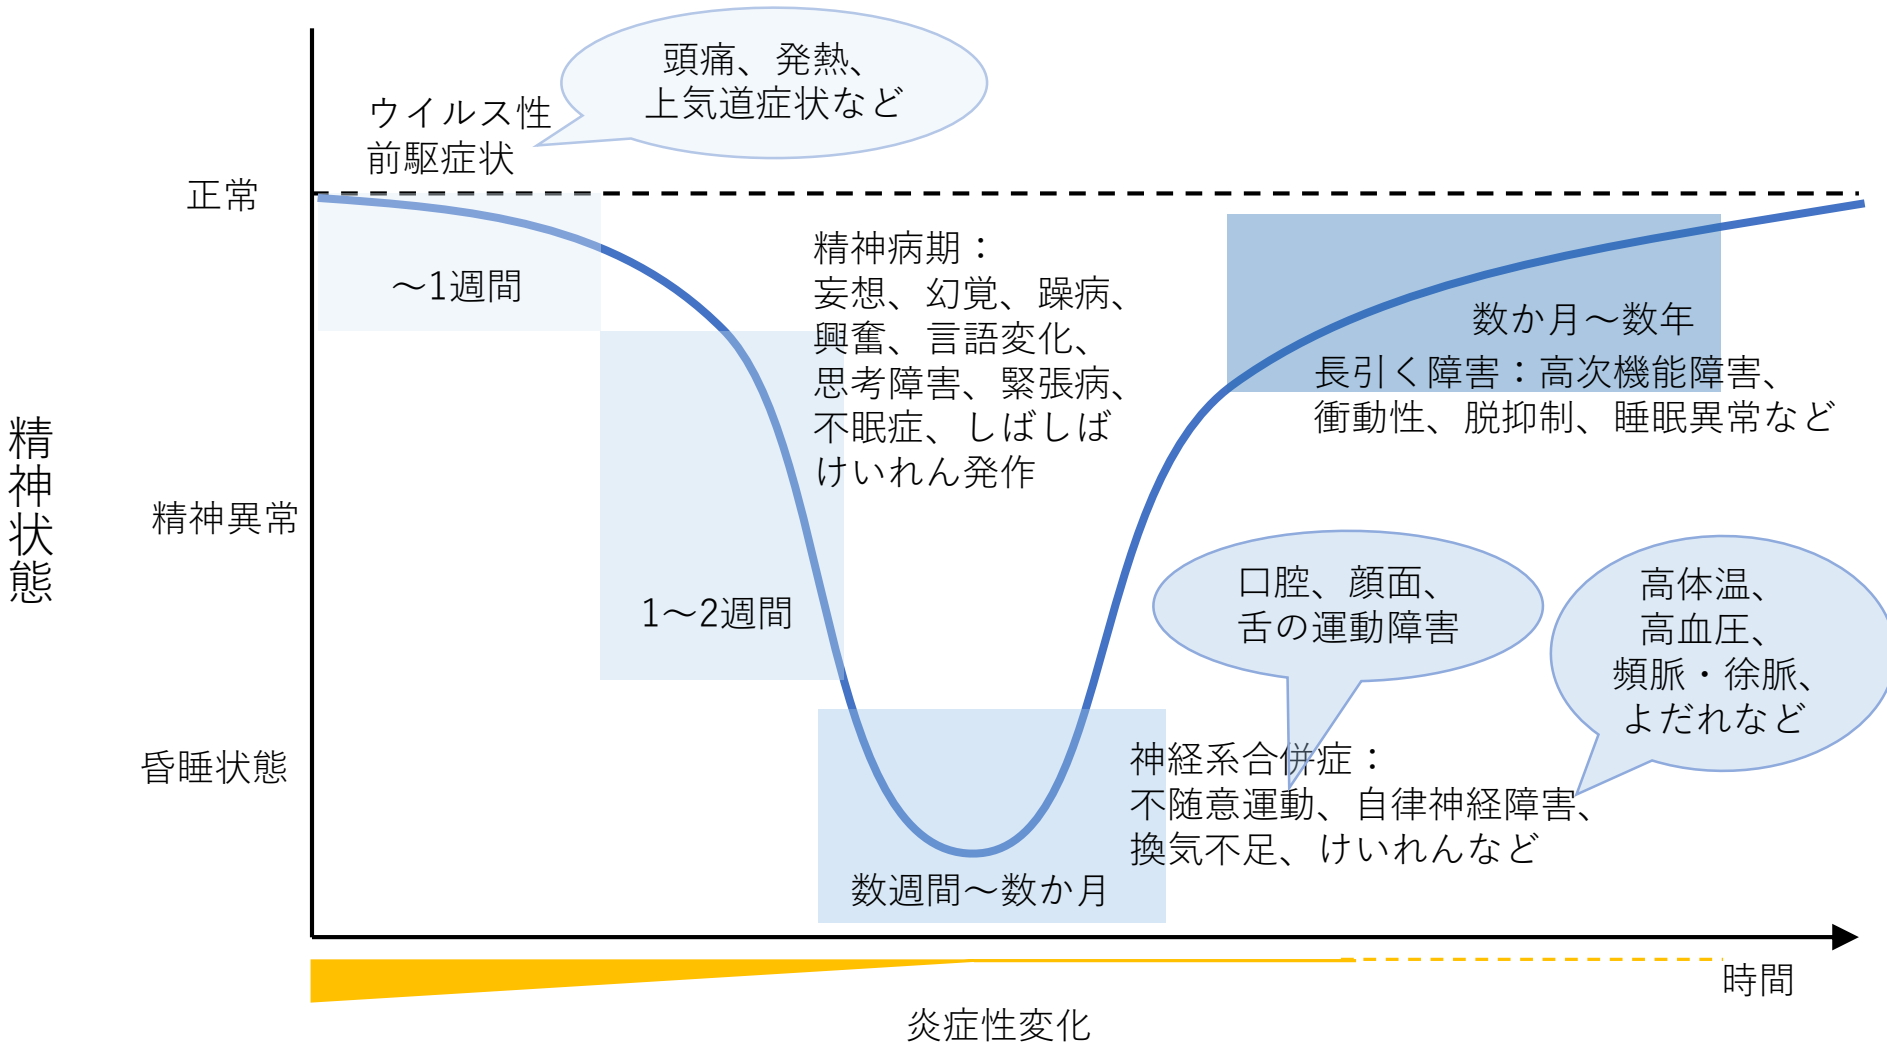 頭痛、発熱、
上気道症状など
ウイルス性
前駆症状
正常
～1週間
精神病期：
妄想、幻覚、躁病、
興奮、言語変化、
思考障害、緊張病、
不眠症、しばしば
けいれん発作
数か月～数年
長引く障害：高次機能障害、
衝動性、脱抑制、睡眠異常など
精神状態
精神異常
1～2週間
口腔、顔面、
舌の運動障害
高体温、
高血圧、
頻脈・徐脈、
よだれなど
昏睡状態
神経系合併症：
不随意運動、自律神経障害、
換気不足、けいれんなど
数週間～数か月
時間
炎症性変化